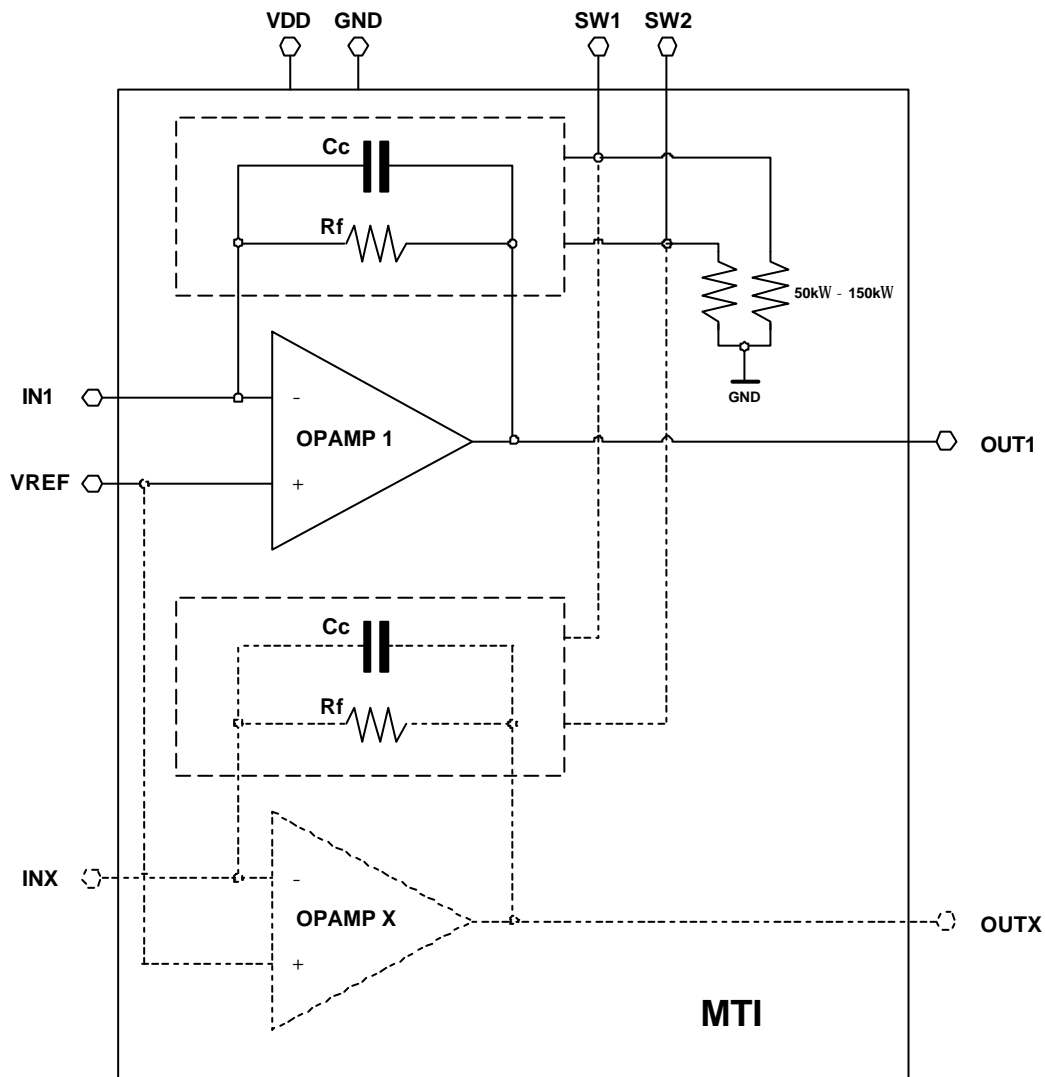 VDD GND SW1 SW2
Cc
Rf
50kW - 150kW
GND
IN1
-
OPAMP 1
OUT1
VREF
+
Cc
Rf
INX
-
OPAMP X
OUTX
+
MTI